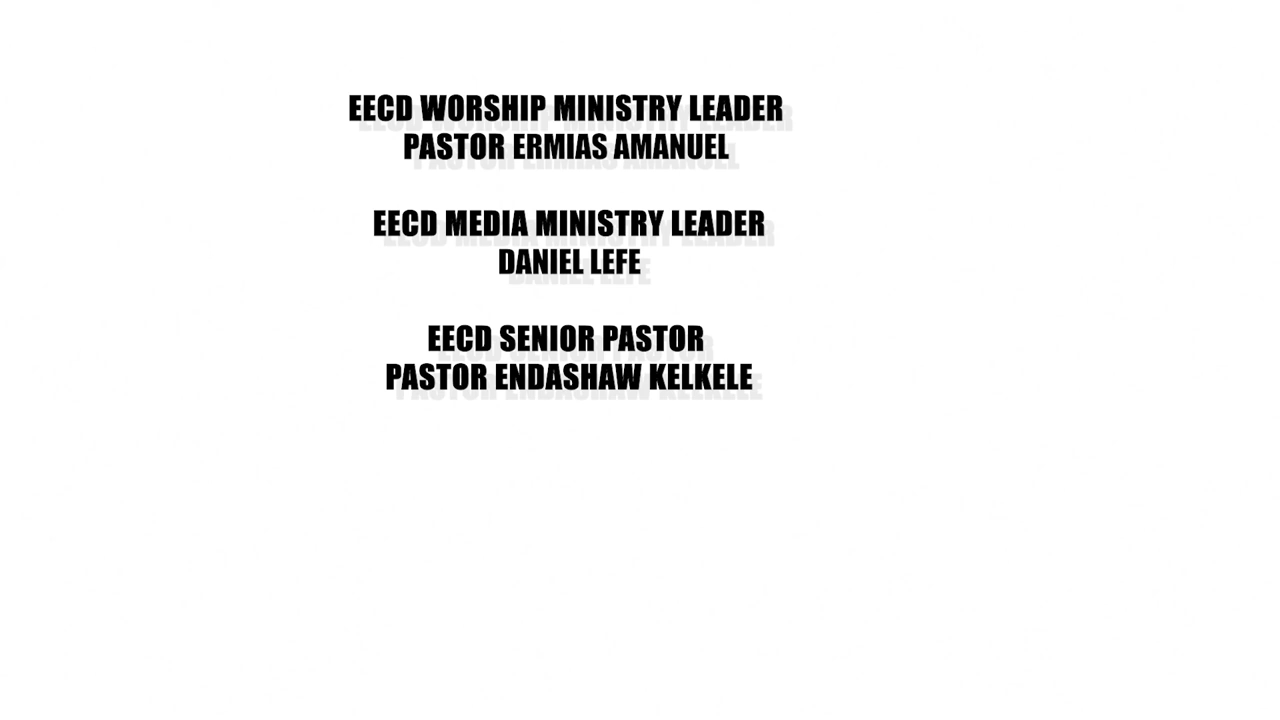 EECD WORSHIP MINISTRY LEADER
PASTOR ERMIAS AMANUEL
EECD MEDIA MINISTRY LEADER
DANIEL LEFE
EECD SENIOR PASTOR
PASTOR ENDASHAW KELKELE